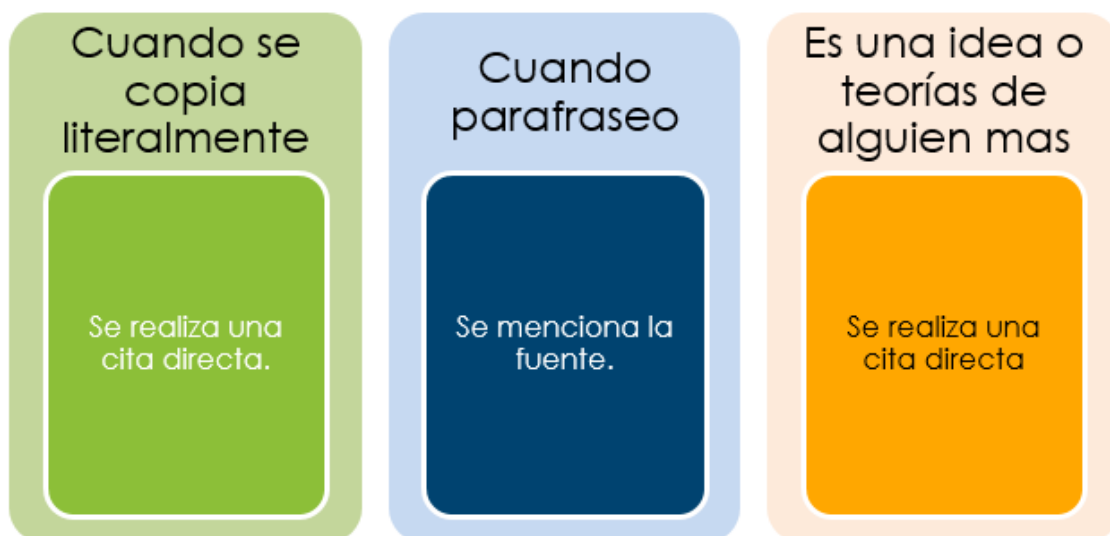 Cuando se
copia
literalmente
Se realiza una
cita directa.
Cuando
parafraseo
Se menciona la
fuente.
Es una idea o
teorías de
alguien mas
Se realiza una
cita directa